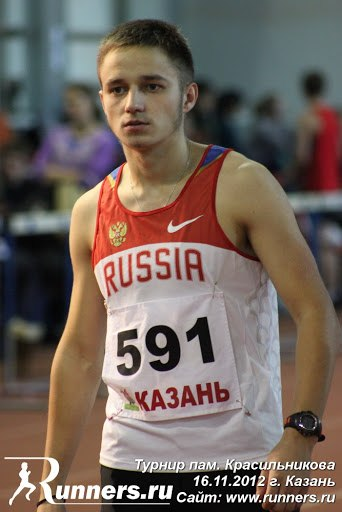 RUSSIA
591
КАЗАНЬ
Турнир пам. Красильникова
16.11.2012 г. Казань
Runners.ru
Сайт: www.runners.ru